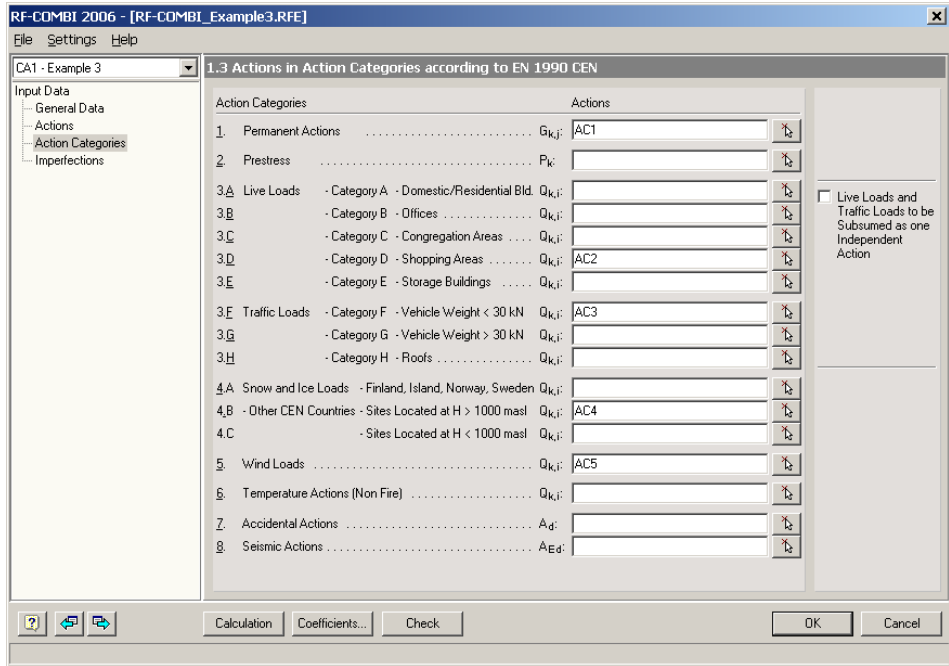 RF-COMBI 2006 - [RF-COMBI_Example3.RFE]
File Settings Help
CA1 - Example 3
Input Data
General Data
Actions
Action Categories
Imperfections
1.3 Actions in Action Categories according to EN 1990 CEN
Action Categories Actions
1. Permanent Actions . . . . . . . . . . . . . . . . . . . . Gk,j: AC1
2. Prestress . . . . . . . . . . . . . . . . . . . . . . . . . Pk:
3.A Live Loads - Category A - Domestic/Residential Bld. Qk,i:
3.B - Category B - Offices . . . . . . . . . . . . . . Qk,i:
3.C - Category C - Congregation Areas . . . . Qk,i:
3.D - Category D - Shopping Areas . . . . . . . Qk,i: AC2
3.E - Category E - Storage Buildings . . . . . Qk,i:
3.F Traffic Loads - Category F - Vehicle Weight < 30 kN Qk,i: AC3
3.G - Category G - Vehicle Weight > 30 kN Qk,i:
3.H - Category H - Roofs . . . . . . . . . . . . . . Qk,i:
4.A Snow and Ice Loads - Finland, Island, Norway, Sweden Qk,i:
4.B - Other CEN Countries - Sites Located at H > 1000 masl Qk,i: AC4
4.C - Sites Located at H < 1000 masl Qk,i:
5. Wind Loads . . . . . . . . . . . . . . . . . . . . . . . . . . Qk,i: AC5
6. Temperature Actions (Non Fire) . . . . . . . . . . . . . . Qk,i:
7. Accidental Actions . . . . . . . . . . . . . . . . . . . . . . Ad:
8. Seismic Actions . . . . . . . . . . . . . . . . . . . . . . . . AEd:
Live Loads and
Traffic Loads to be
Subsumed as one
Independent
Action
Calculation Coefficients... Check OK Cancel